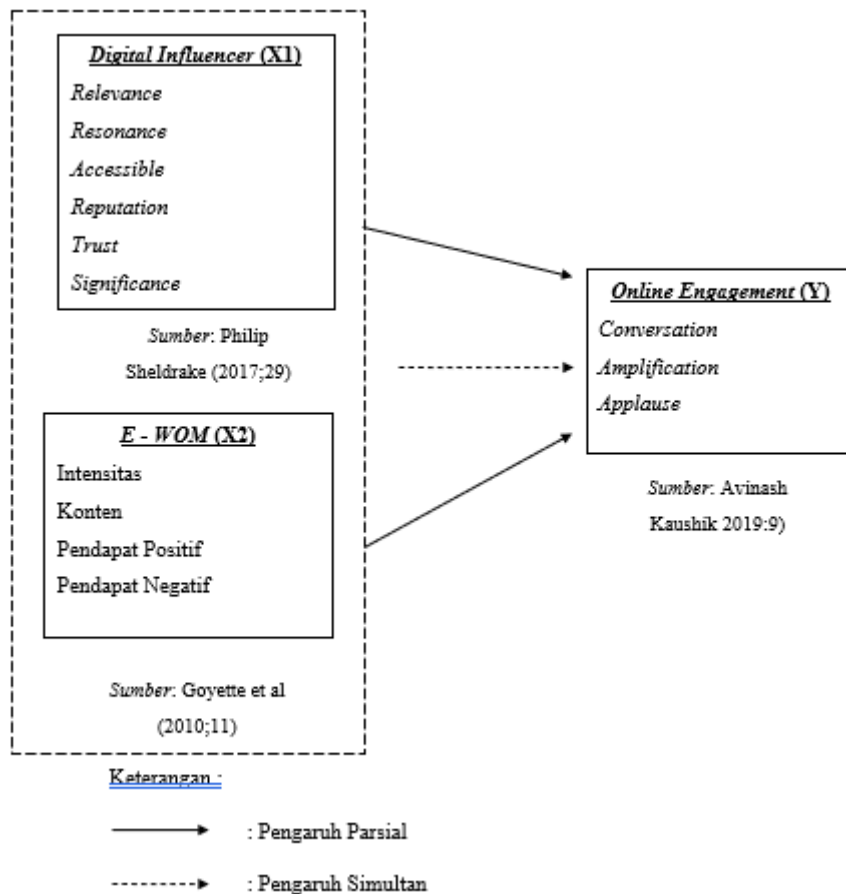 Digital Influencer (X1)
Relevance
Resonance
Accessible
Reputation
Trust
Significance
Sumber: Philip
Sheldrake (2017;29)
E - WOM (X2)
Intensitas
Konten
Pendapat Positif
Pendapat Negatif
Sumber: Goyette et al
(2010;11)
Online Engagement (Y)
Conversation
Amplification
Applause
Sumber: Avinash
Kaushik 2019:9)
Keterangan :
: Pengaruh Parsial
: Pengaruh Simultan